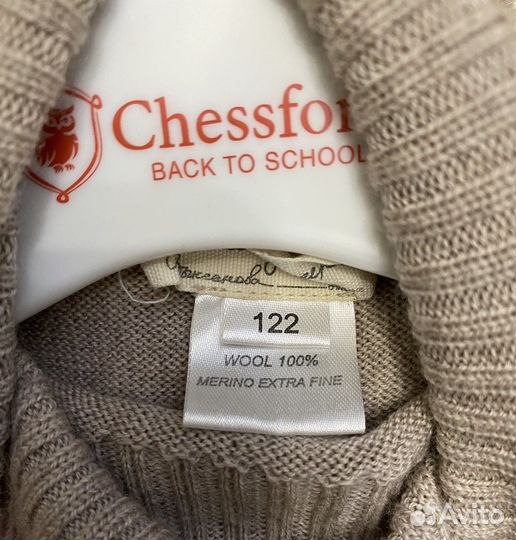 Chessfor
BACK TO SCHOOL
122
WOOL 100%
MERINO EXTRA FINE
Avito